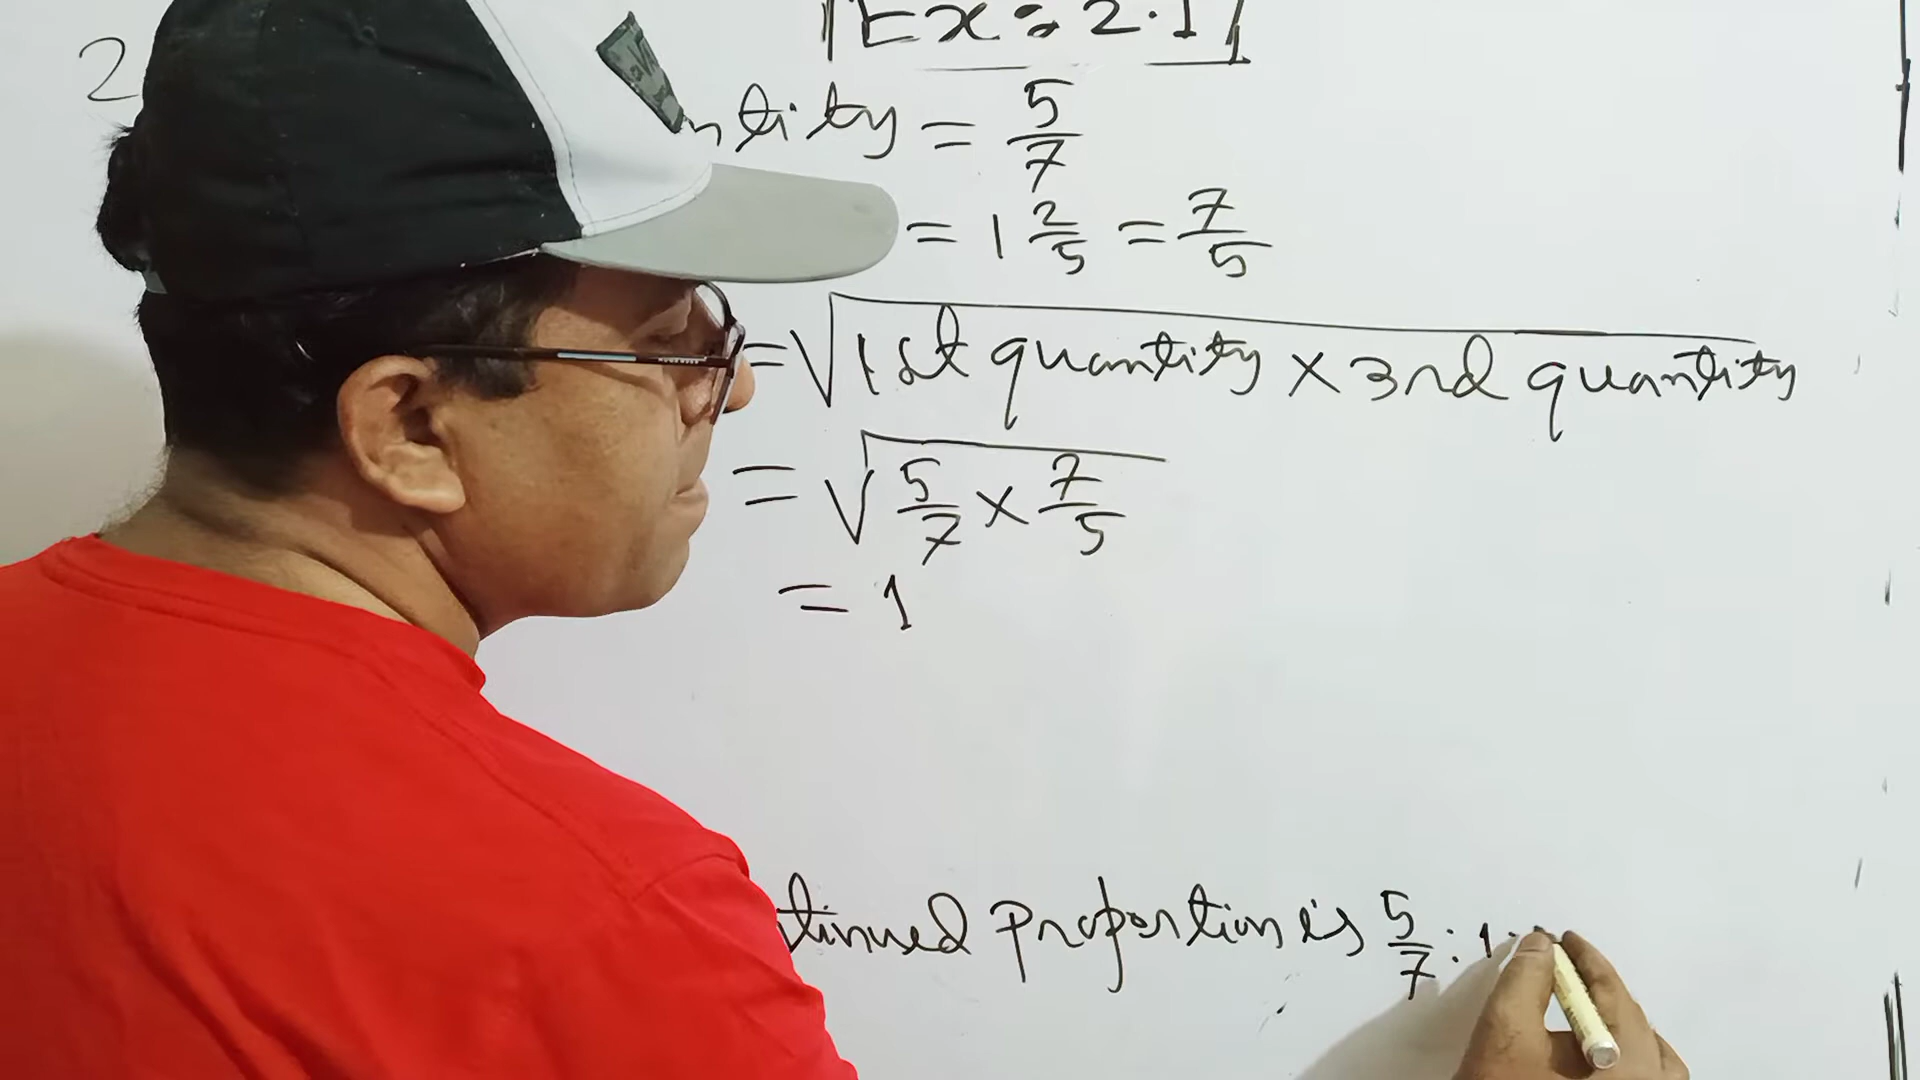 Ex: 2.1
2
ntity = 5/7
= 1 2/5 = 7/5
= √(1st quantity × 3rd quantity)
= √(5/7 × 7/5)
= 1
tinued proportion is 5/7 : 1 :